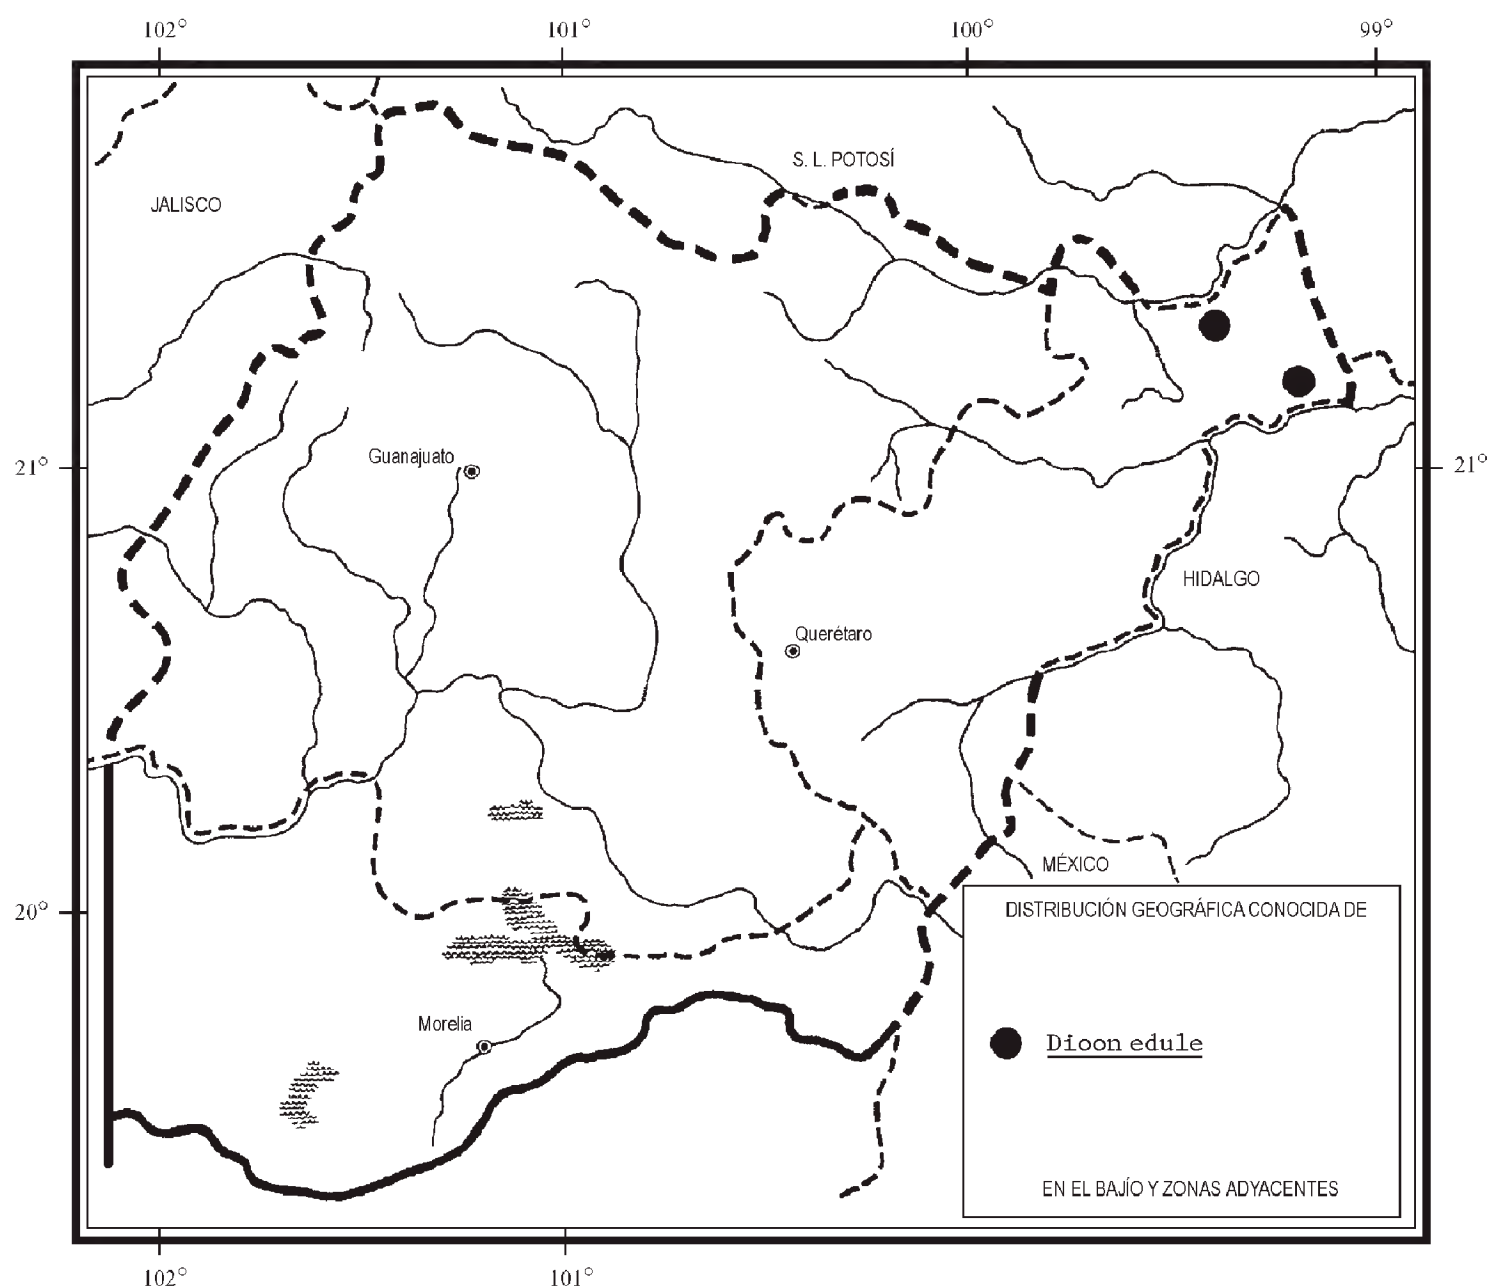 102° 101° 100° 99°
S. L. POTOSÍ
JALISCO
Guanajuato
21° 21°
HIDALGO
Querétaro
MÉXICO
20°
DISTRIBUCIÓN GEOGRÁFICA CONOCIDA DE
Morelia
Dioon edule
EN EL BAJÍO Y ZONAS ADYACENTES
102° 101°